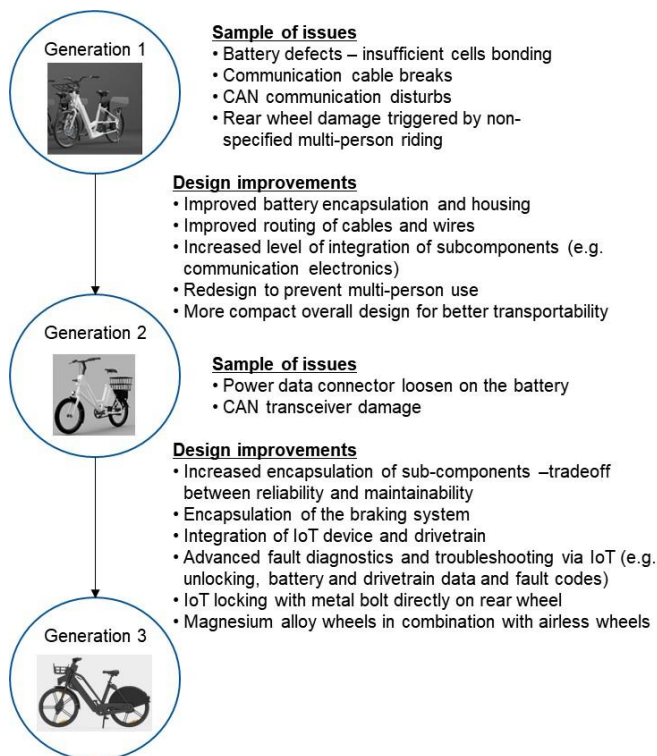 Generation 1
Sample of issues
• Battery defects – insufficient cells bonding
• Communication cable breaks
• CAN communication disturbs
• Rear wheel damage triggered by non-
specified multi-person riding
Design improvements
• Improved battery encapsulation and housing
• Improved routing of cables and wires
• Increased level of integration of subcomponents (e.g.
communication electronics)
• Redesign to prevent multi-person use
• More compact overall design for better transportability
Generation 2
Sample of issues
• Power data connector loosen on the battery
• CAN transceiver damage
Design improvements
• Increased encapsulation of sub-components –tradeoff
between reliability and maintainability
• Encapsulation of the braking system
• Integration of IoT device and drivetrain
• Advanced fault diagnostics and troubleshooting via IoT (e.g.
unlocking, battery and drivetrain data and fault codes)
• IoT locking with metal bolt directly on rear wheel
• Magnesium alloy wheels in combination with airless wheels
Generation 3